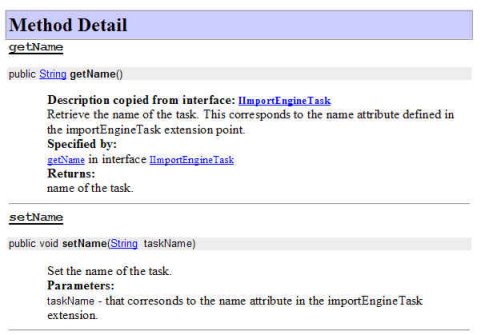 Method Detail
getName
public String getName()
Description copied from interface: IImportEngineTask
Retrieve the name of the task. This corresponds to the name attribute defined in
the importEngineTask extension point.
Specified by:
getName in interface IImportEngineTask
Returns:
name of the task.
setName
public void setName(String taskName)
Set the name of the task.
Parameters:
taskName - that corresonds to the name attribute in the importEngineTask
extension.